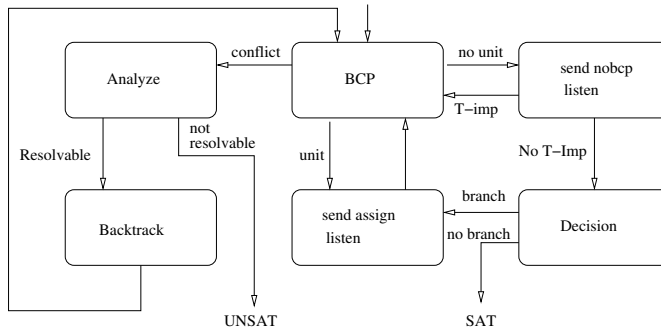 conflict
no unit
Analyze
BCP
send nobcp
listen
T-imp
not
resolvable
Resolvable
unit
No T-Imp
branch
Backtrack
send assign
listen
no branch
Decision
UNSAT
SAT